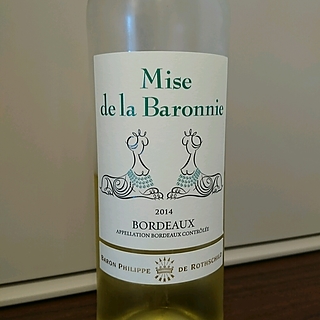 Mise
de la Baronnie
2014
BORDEAUX
APPELLATION BORDEAUX CONTRÔLÉE
BARON PHILIPPE DE ROTHSCHILD